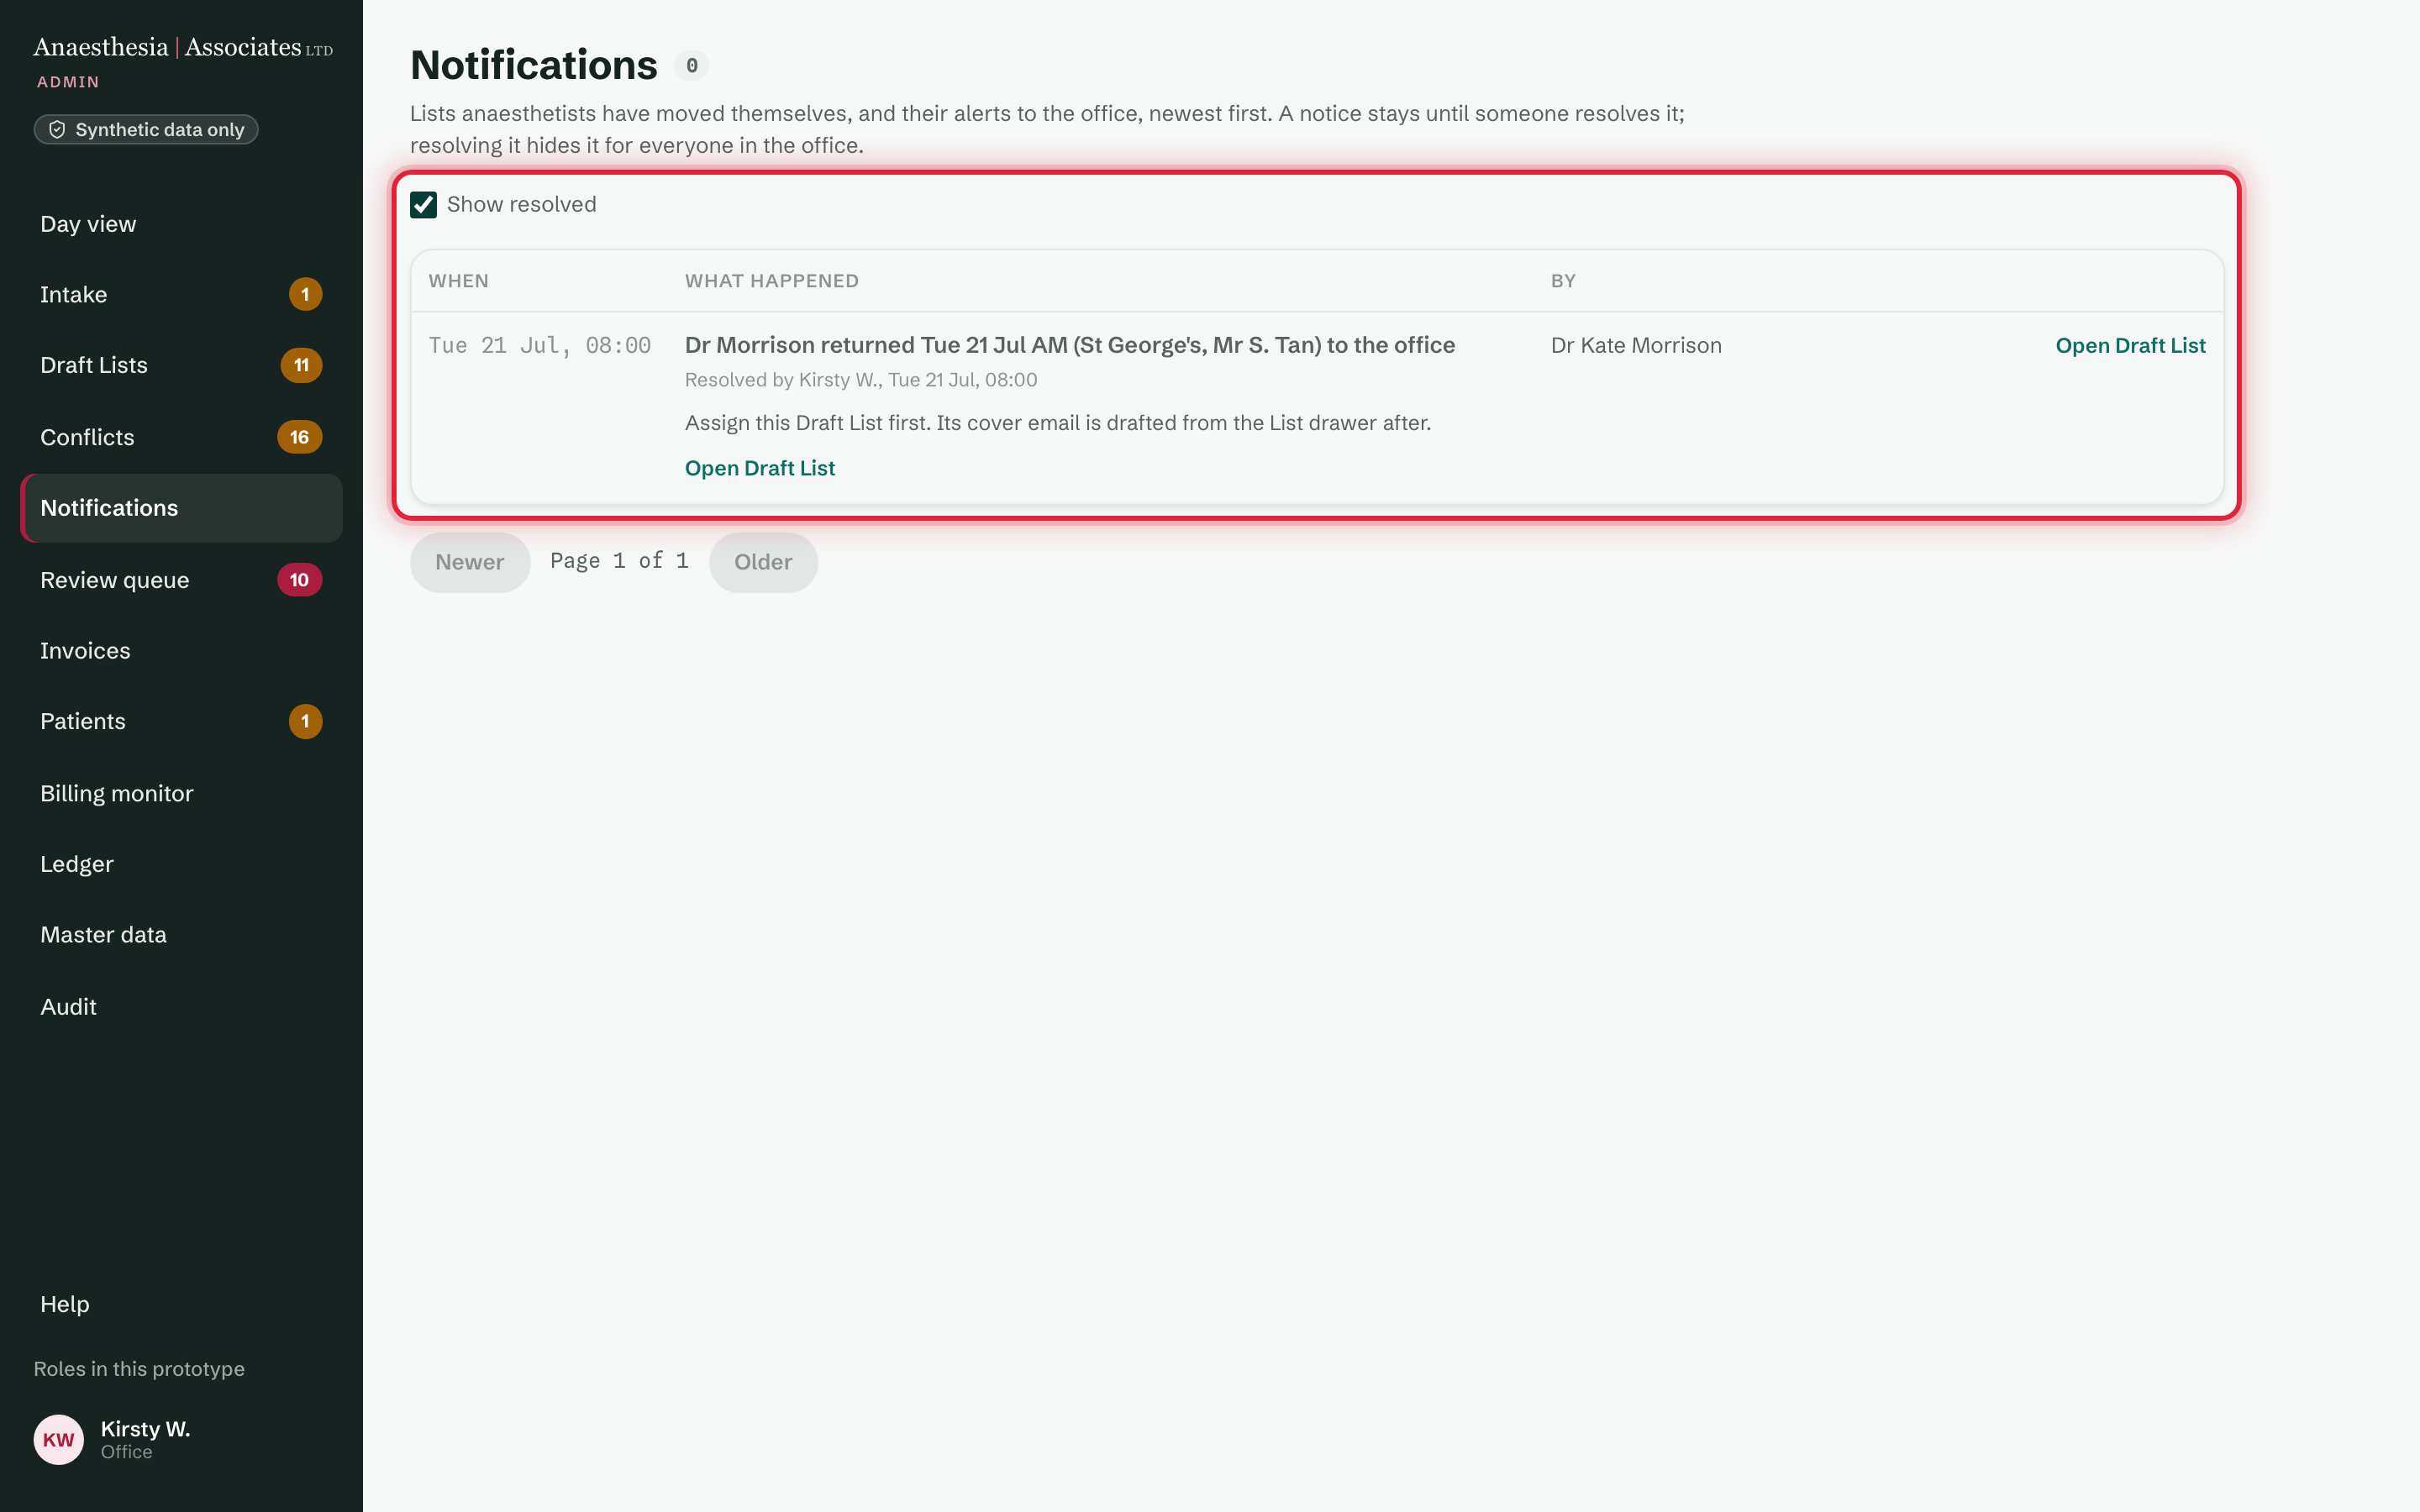 Anaesthesia | Associates LTD
ADMIN
Synthetic data only
Day view
Intake 1
Draft Lists 11
Conflicts 16
Notifications
Review queue 10
Invoices
Patients 1
Billing monitor
Ledger
Master data
Audit
Help
Roles in this prototype
KW Kirsty W.
Office
Notifications 0
Lists anaesthetists have moved themselves, and their alerts to the office, newest first. A notice stays until someone resolves it;
resolving it hides it for everyone in the office.
Show resolved
WHEN WHAT HAPPENED BY
Tue 21 Jul, 08:00 Dr Morrison returned Tue 21 Jul AM (St George's, Mr S. Tan) to the office Dr Kate Morrison Open Draft List
Resolved by Kirsty W., Tue 21 Jul, 08:00
Assign this Draft List first. Its cover email is drafted from the List drawer after.
Open Draft List
Newer Page 1 of 1 Older